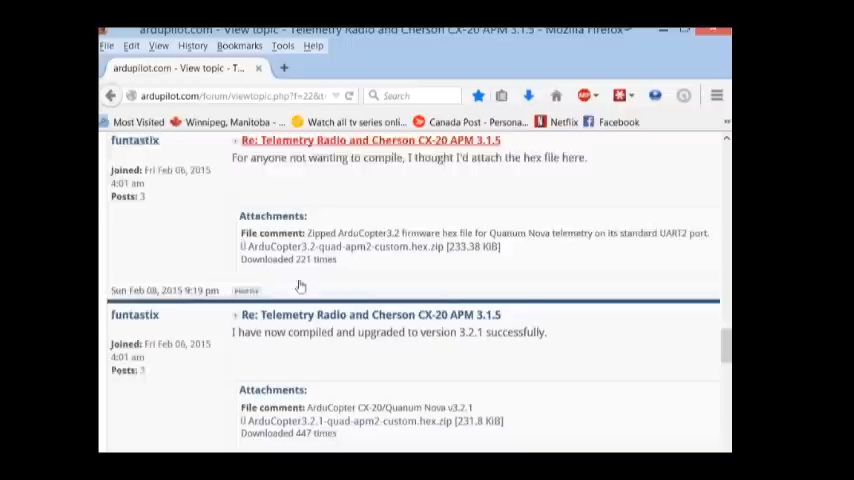 ardupilot.com - View topic - Telemetry Radio and Cherson CX-20 APM 3.1.5 - Mozilla Firefox
File Edit View History Bookmarks Tools Help
ardupilot.com - View topic - T... × +
ardupilot.com/forum/viewtopic.php?f=22&t Search
Most Visited Winnipeg, Manitoba - ... Watch all tv series onl... Canada Post - Persona... Netflix Facebook
funtastix Re: Telemetry Radio and Cherson CX-20 APM 3.1.5
For anyone not wanting to compile, I thought I'd attach the hex file here.
Joined: Fri Feb 06, 2015
4:01 am
Posts: 3
Attachments:
File comment: Zipped ArduCopter3.2 firmware hex file for Quanum Nova telemetry on its standard UART2 port.
ArduCopter3.2-quad-apm2-custom.hex.zip [233.38 KiB]
Downloaded 221 times
Sun Feb 08, 2015 9:19 pm
funtastix Re: Telemetry Radio and Cherson CX-20 APM 3.1.5
I have now compiled and upgraded to version 3.2.1 successfully.
Joined: Fri Feb 06, 2015
4:01 am
Posts: 3
Attachments:
File comment: ArduCopter CX-20/Quanum Nova v3.2.1
ArduCopter3.2.1-quad-apm2-custom.hex.zip [231.8 KiB]
Downloaded 447 times